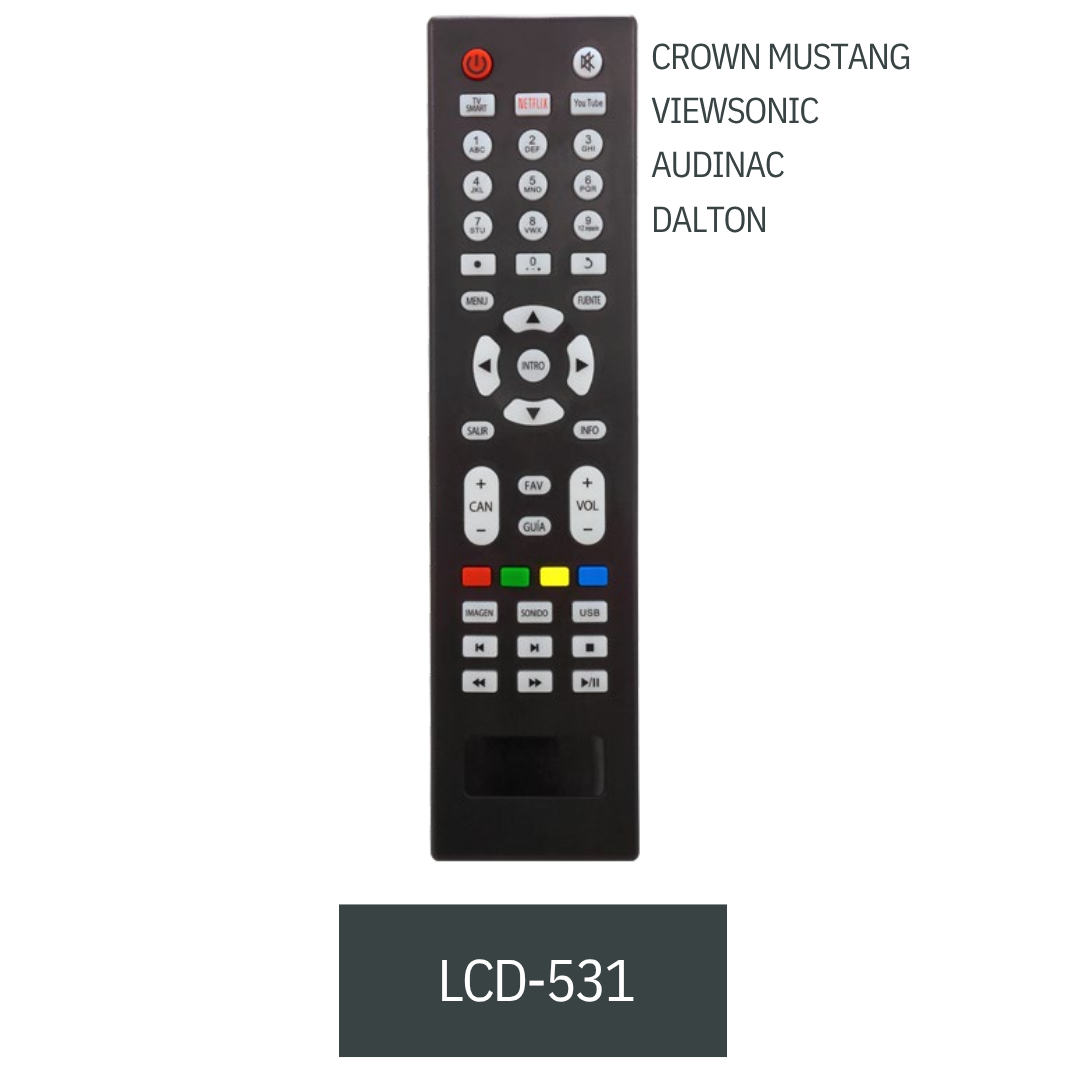 CROWN MUSTANG
VIEWSONIC
AUDINAC
DALTON
TV SMART
NETFLIX
You Tube
1 ABC
2 DEF
3 GHI
4 JKL
5 MNO
6 PQR
7 STU
8 VWX
9
0
MENU
FUENTE
INTRO
SALIR
INFO
+ CAN −
FAV
GUÍA
+ VOL −
IMAGEN
SONIDO
USB
LCD-531